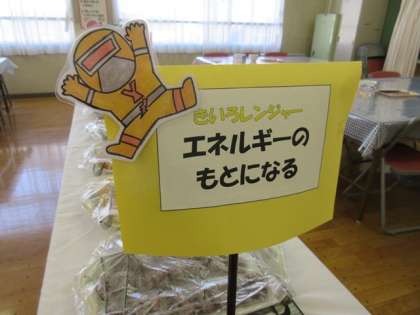 きいろレンジャー
エネルギーの
もとになる